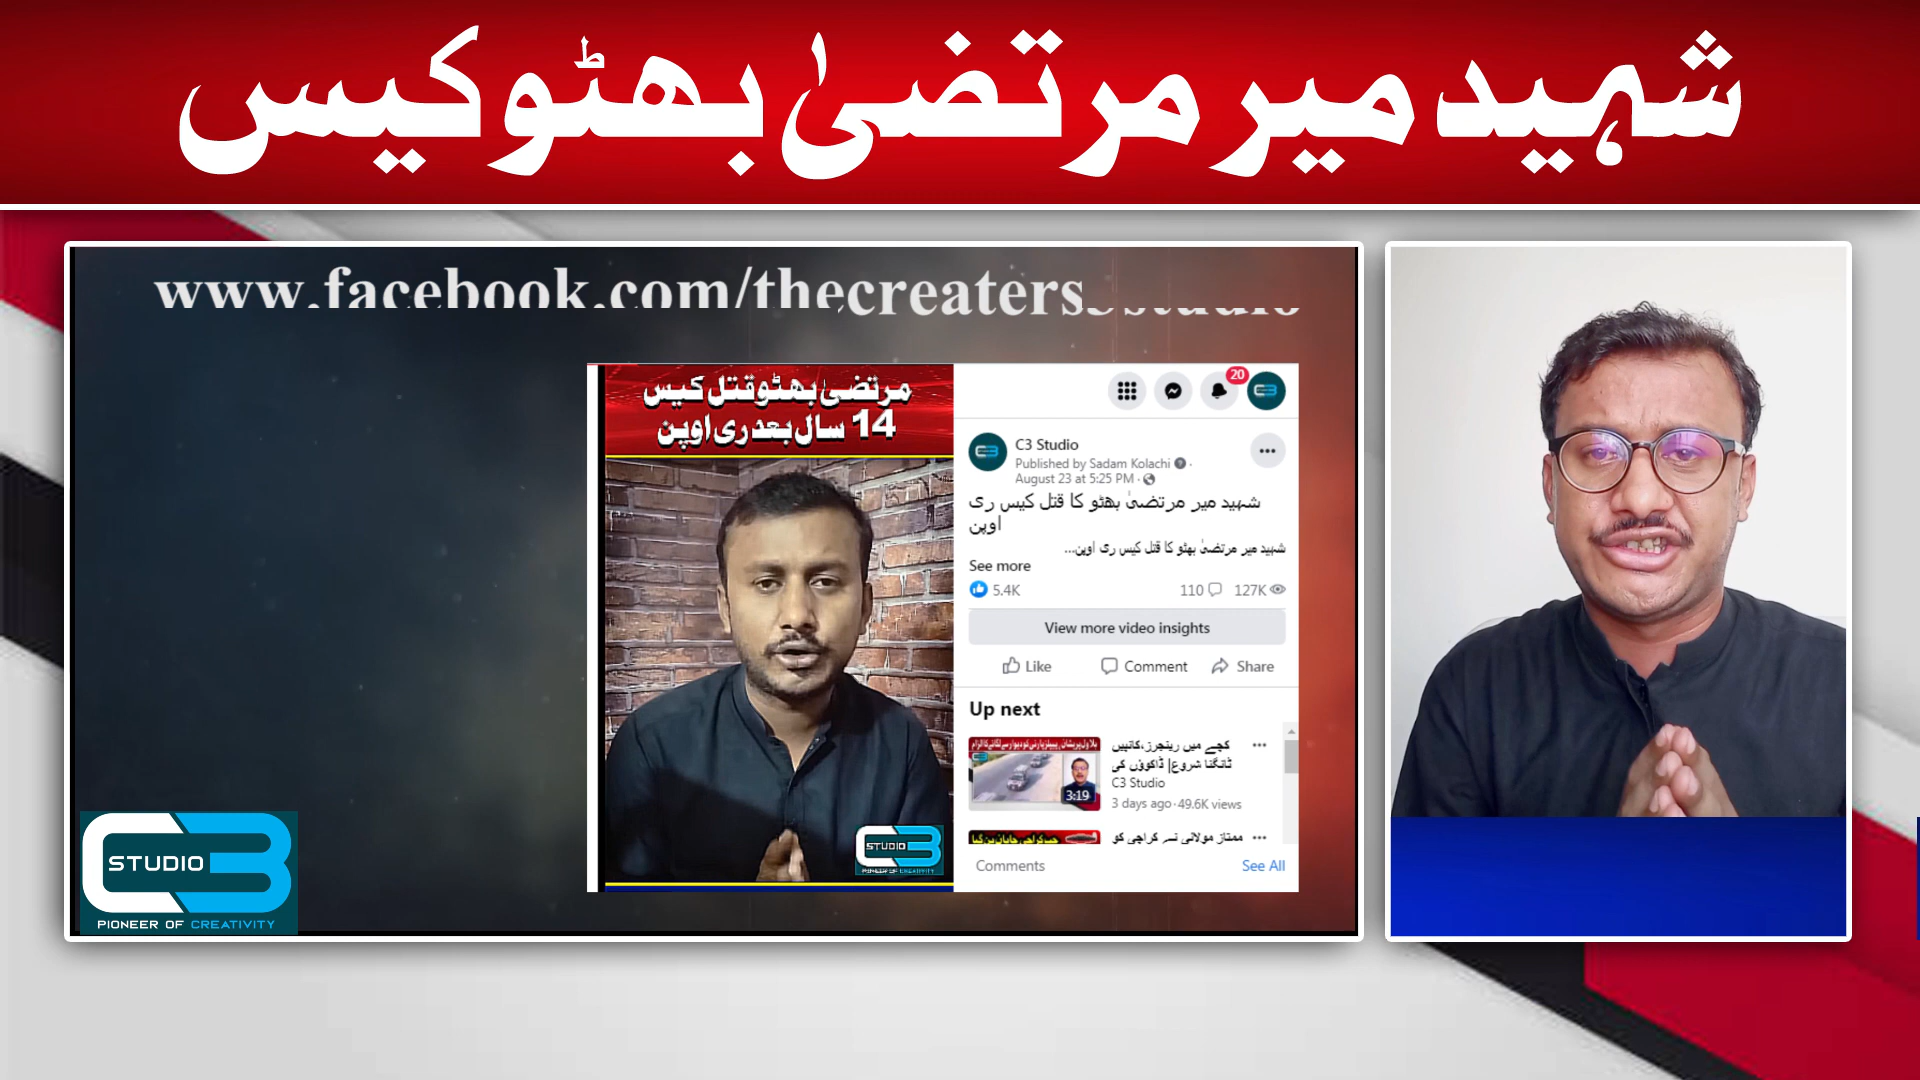 شہید میر مرتضیٰ بھٹو کیس
www.facebook.com/thecreaters
مرتضیٰ بھٹو قتل کیس
14 سال بعد ری اوپن
20
C3 Studio
Published by Sadam Kolachi
August 23 at 5:25 PM
شہید میر مرتضیٰ بھٹو کا قتل کیس ری
اوپن
شہید میر مرتضیٰ بھٹو کا قتل کیس ری اوپن...
See more
5.4K 110 127K
View more video insights
Like Comment Share
Up next
کچے میں رینجرز،کانپیں
ٹانگنا شروع| ڈاکوؤں کی
C3 Studio
3 days ago · 49.6K views
3:19
ممتاز مولائی نے کراچی کو
Comments See All
STUDIO
PIONEER OF CREATIVITY
STUDIO
PIONEER OF CREATIVITY